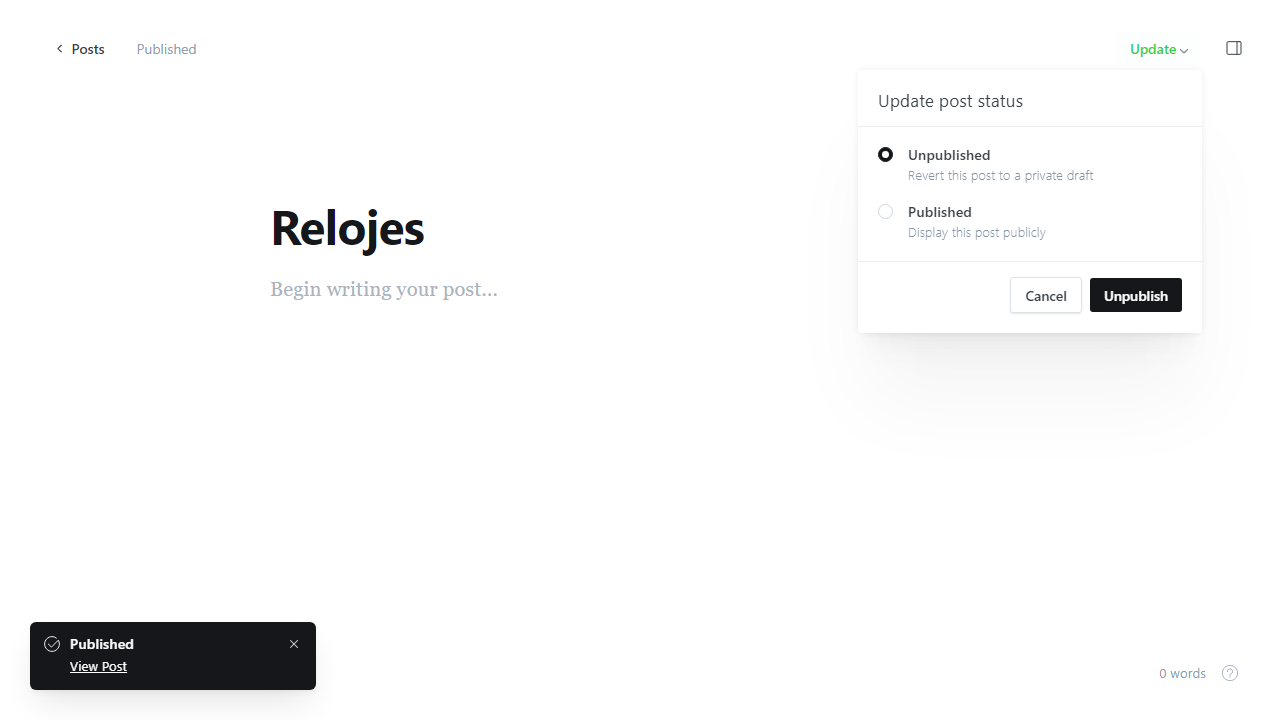 Posts
Published
Update
Update post status
Unpublished
Revert this post to a private draft
Published
Display this post publicly
Cancel
Unpublish
Relojes
Begin writing your post...
Published
View Post
0 words
?